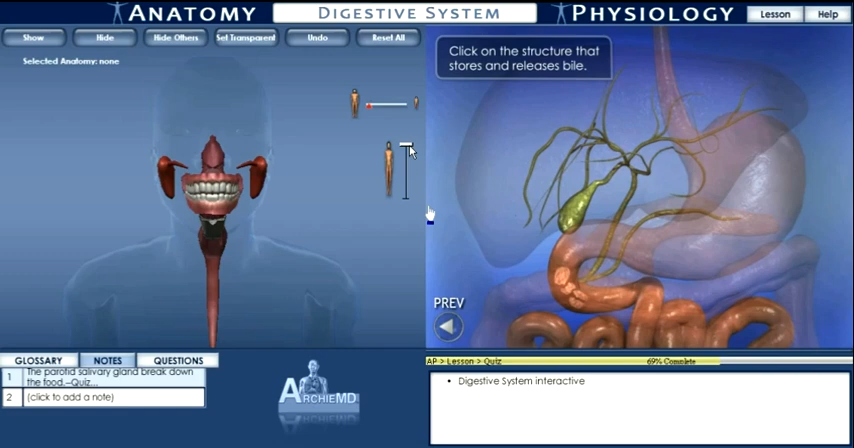 ANATOMY DIGESTIVE SYSTEM PHYSIOLOGY Lesson Help
Show Hide Hide Others Set Transparent Undo Reset All
Selected Anatomy: none
Click on the structure that
stores and releases bile.
PREV
GLOSSARY NOTES QUESTIONS
1 The parotid salivary gland break down
the food.–Quiz...
2 (click to add a note)
ARCHIEMD
AP > Lesson > Quiz 69% Complete
• Digestive System interactive